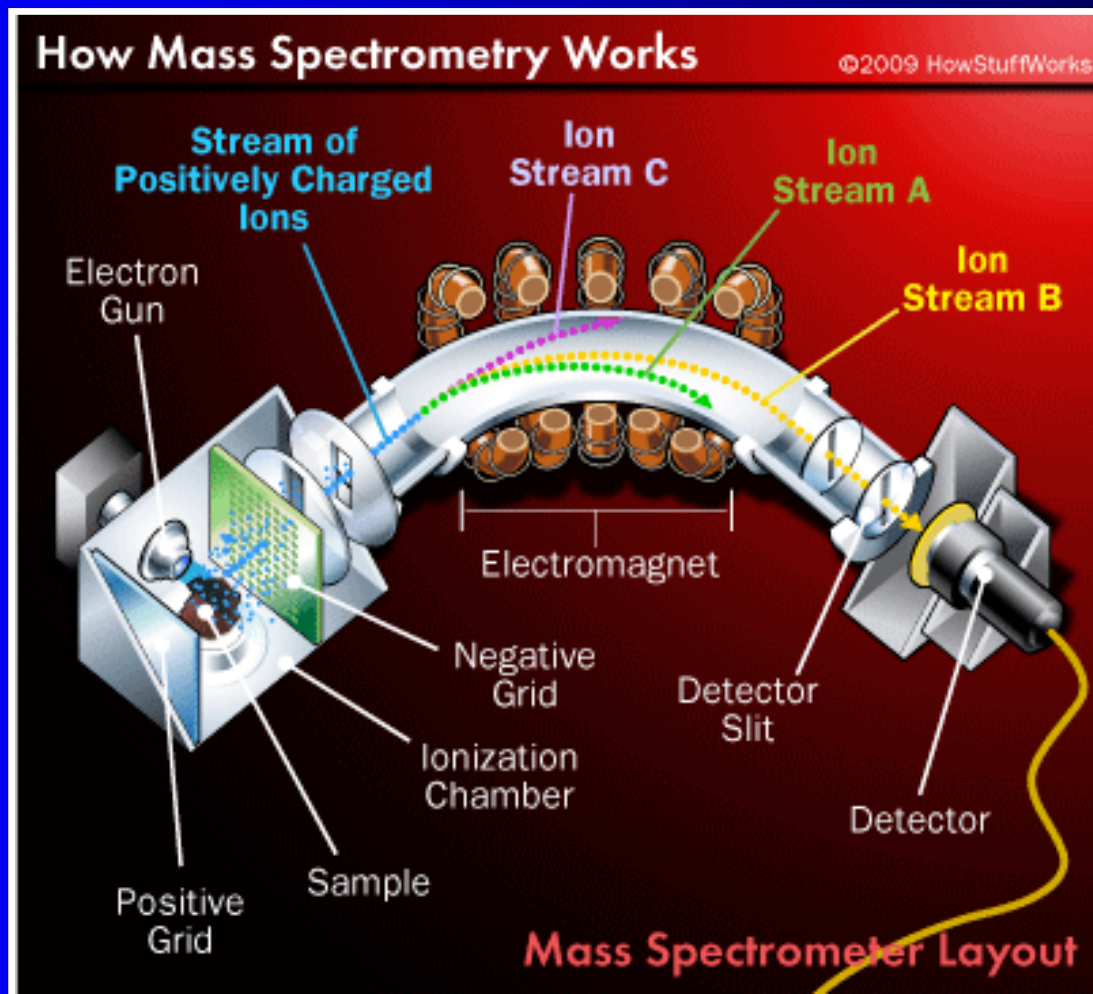 How Mass Spectrometry Works
©2009 HowStuffWorks
Stream of
Positively Charged
Ions
Ion
Stream C
Ion
Stream A
Ion
Stream B
Electron
Gun
Electromagnet
Negative
Grid
Detector
Slit
Ionization
Chamber
Detector
Sample
Positive
Grid
Mass Spectrometer Layout